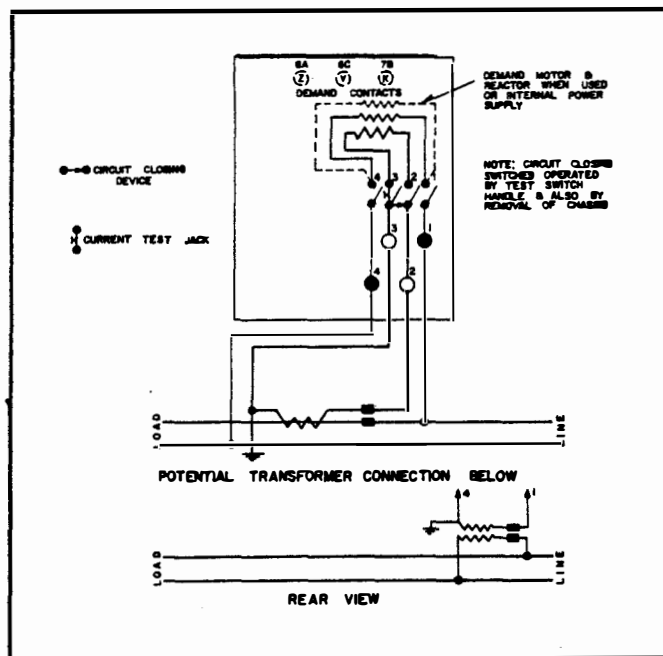 6A 6C 7B
Z Y K
DEMAND CONTACTS
DEMAND MOTOR &
REACTOR WHEN USED
OR INTERNAL POWER
SUPPLY
CIRCUIT CLOSING
DEVICE
NOTE: CIRCUIT CLOSING
SWITCHES OPERATED
BY TEST SWITCH
HANDLE & ALSO BY
REMOVAL OF CHASSIS
4 3 2 1
CURRENT TEST JACK
3 1
4 2
LOAD LINE
POTENTIAL TRANSFORMER CONNECTION BELOW
4 1
LOAD LINE
REAR VIEW